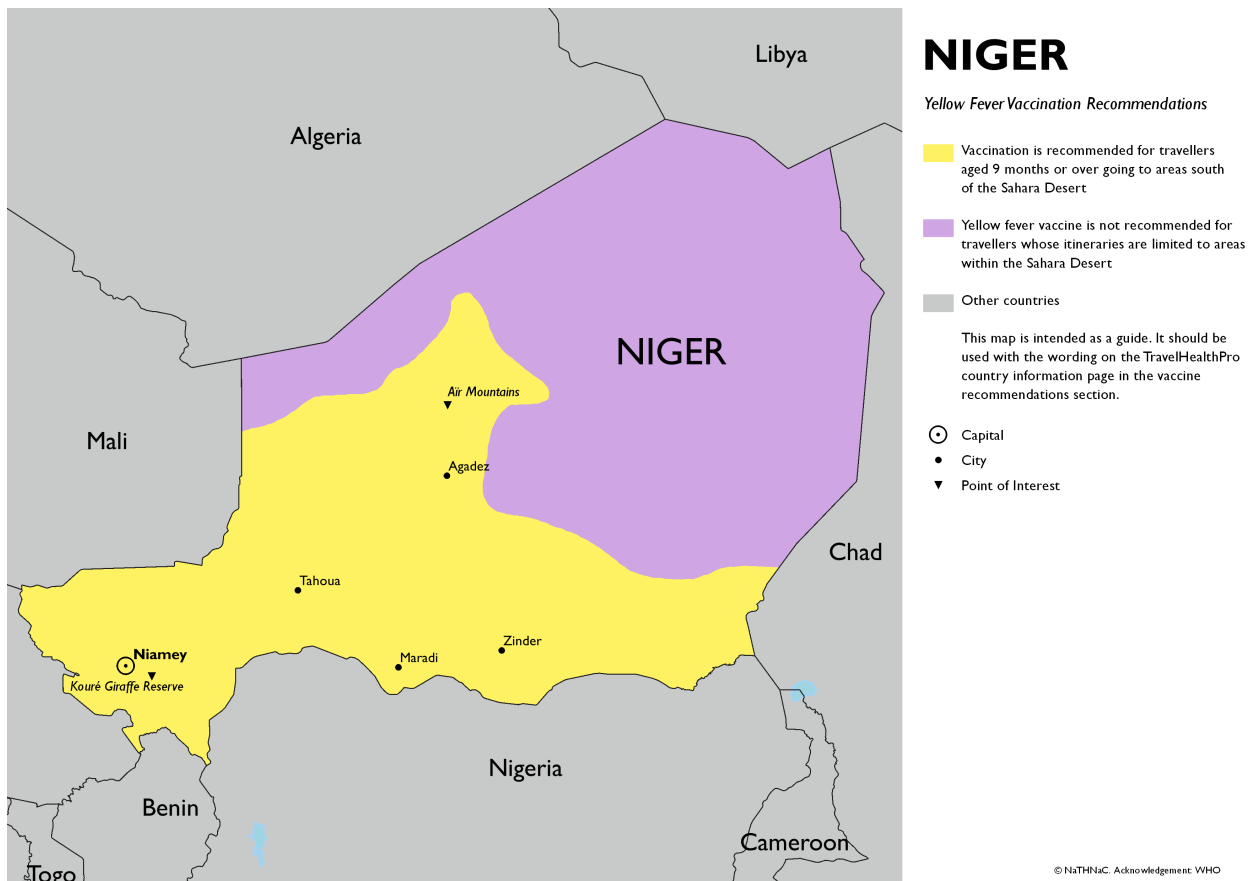 NIGER
Yellow Fever Vaccination Recommendations
Vaccination is recommended for travellers
aged 9 months or over going to areas south
of the Sahara Desert
Yellow fever vaccine is not recommended for
travellers whose itineraries are limited to areas
within the Sahara Desert
Other countries
This map is intended as a guide. It should be
used with the wording on the TravelHealthPro
country information page in the vaccine
recommendations section.
Capital
City
Point of Interest
Libya
Algeria
NIGER
Aïr Mountains
Mali
Agadez
Chad
Tahoua
Zinder
Niamey
Maradi
Kouré Giraffe Reserve
Nigeria
Benin
Cameroon
Togo
© NaTHNaC. Acknowledgement: WHO